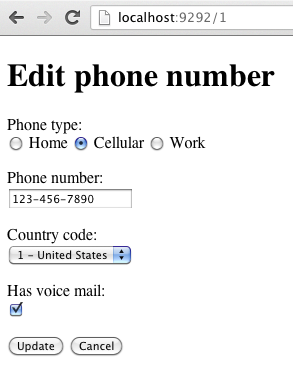 localhost:9292/1
Edit phone number
Phone type:
Home Cellular Work
Phone number:
123-456-7890
Country code:
1 - United States
Has voice mail:
Update Cancel